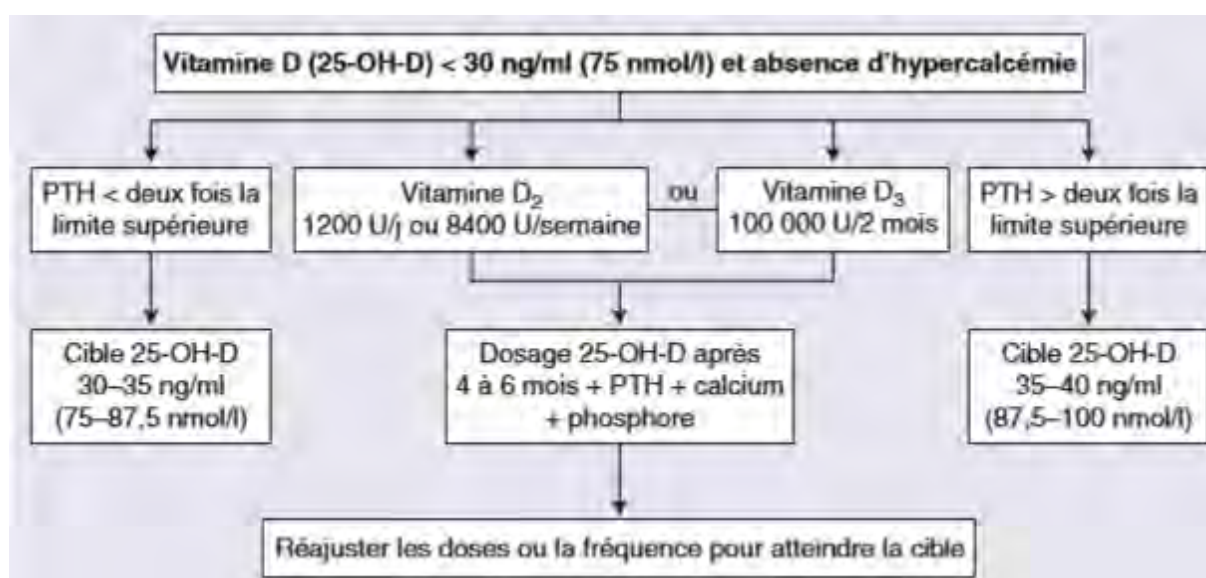 Vitamine D (25-OH-D) < 30 ng/ml (75 nmol/l) et absence d'hypercalcémie
PTH < deux fois la
limite supérieure
Vitamine D₂
1200 U/j ou 8400 U/semaine
ou
Vitamine D₃
100 000 U/2 mois
PTH > deux fois la
limite supérieure
Cible 25-OH-D
30–35 ng/ml
(75–87,5 nmol/l)
Dosage 25-OH-D après
4 à 6 mois + PTH + calcium
+ phosphore
Cible 25-OH-D
35–40 ng/ml
(87,5–100 nmol/l)
Réajuster les doses ou la fréquence pour atteindre la cible